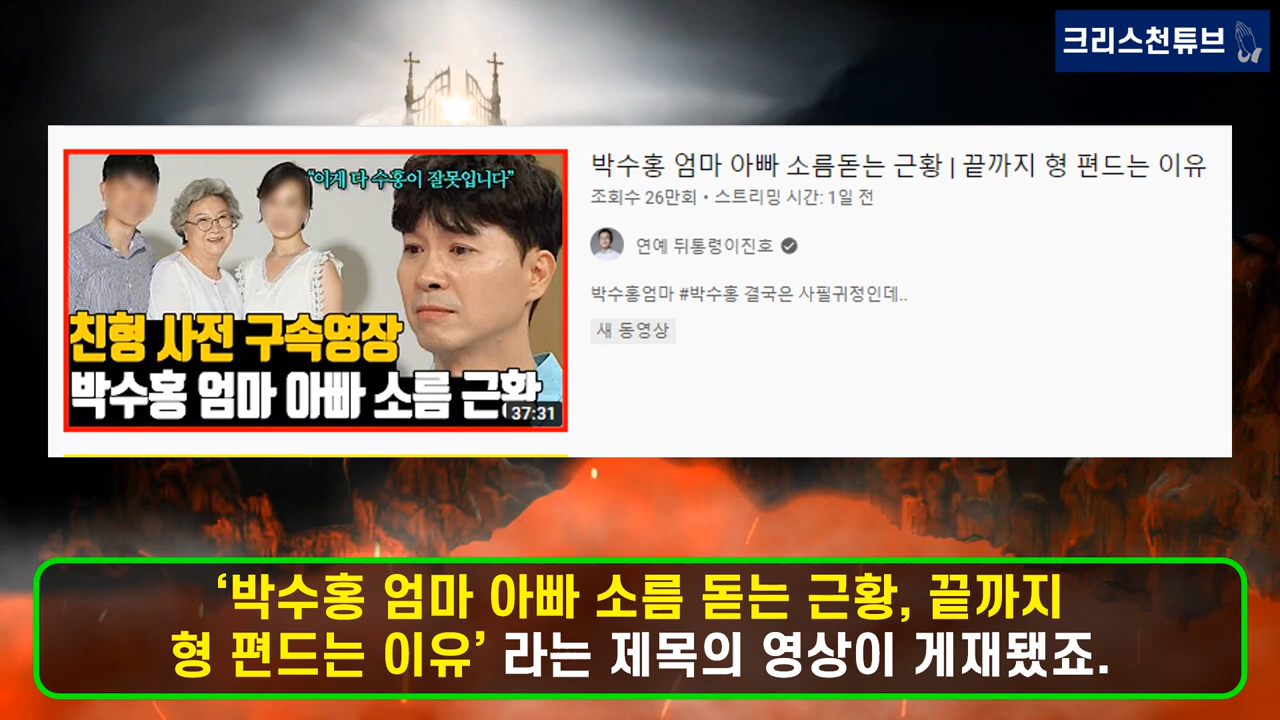 크리스천튜브
"이게 다 수홍이 잘못입니다"
친형 사전 구속영장
박수홍 엄마 아빠 소름 근황
37:31
박수홍 엄마 아빠 소름돋는 근황 | 끝까지 형 편드는 이유
조회수 26만회 • 스트리밍 시간: 1일 전
연예 뒤통령이진호
박수홍엄마 #박수홍 결국은 사필귀정인데..
새 동영상
‘박수홍 엄마 아빠 소름 돋는 근황, 끝까지
형 편드는 이유’ 라는 제목의 영상이 게재됐죠.